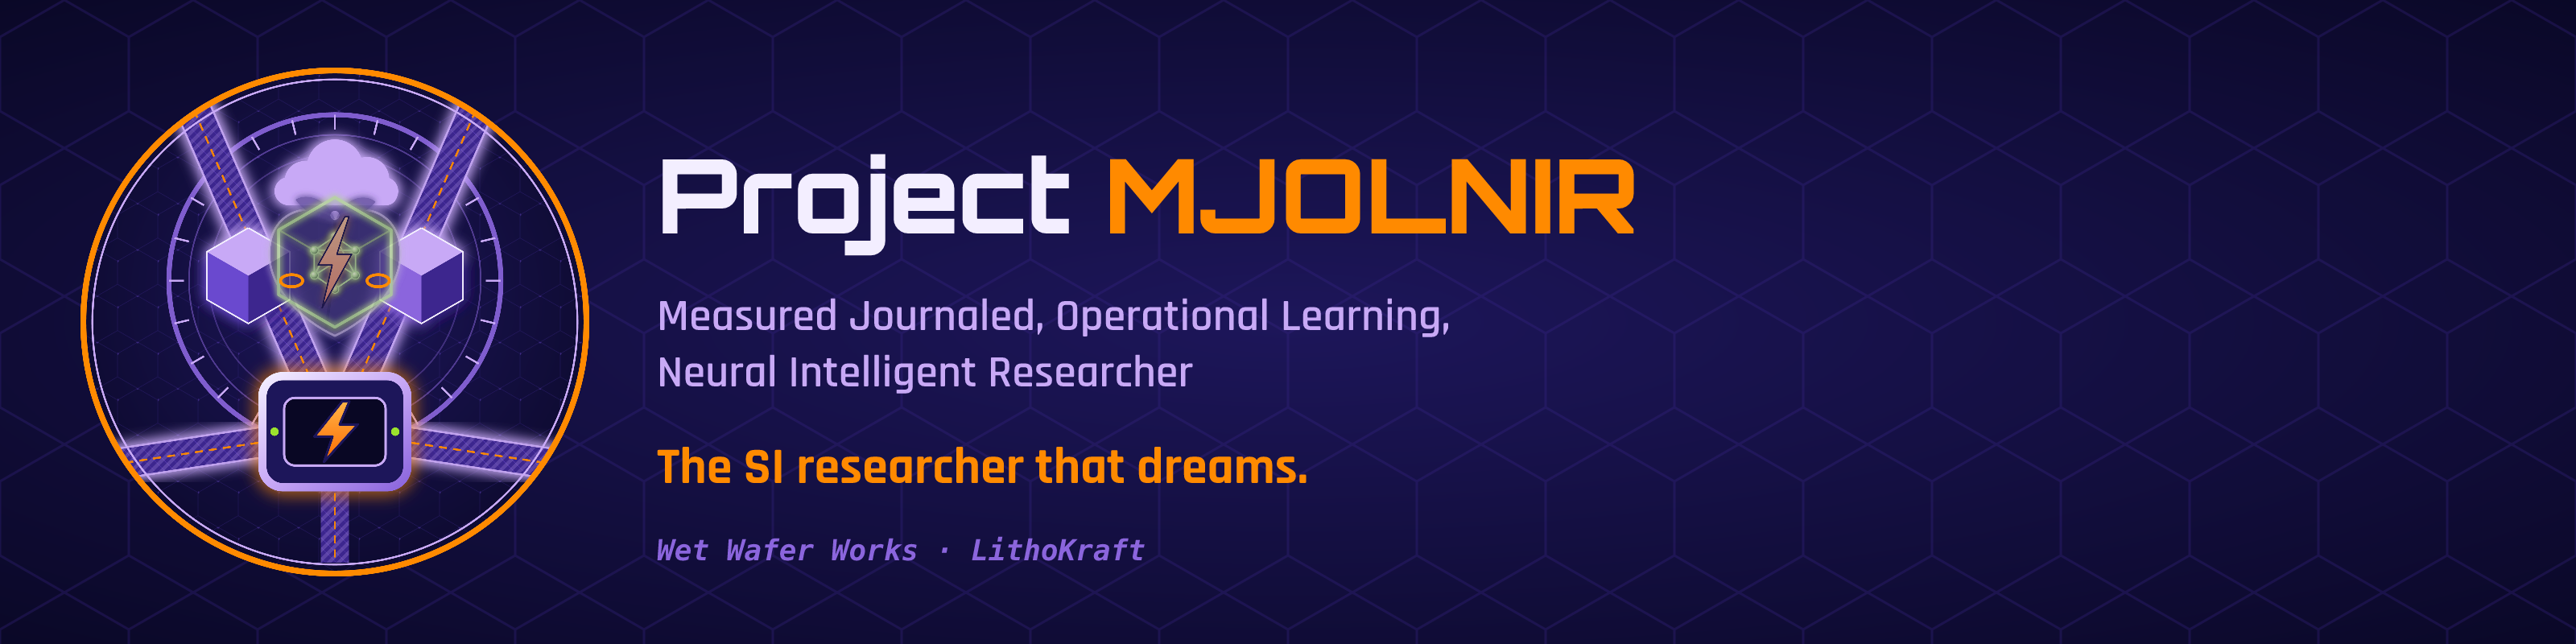 Project MJOLNIR
Measured Journaled, Operational Learning,
Neural Intelligent Researcher
The SI researcher that dreams.
Wet Wafer Works · LithoKraft